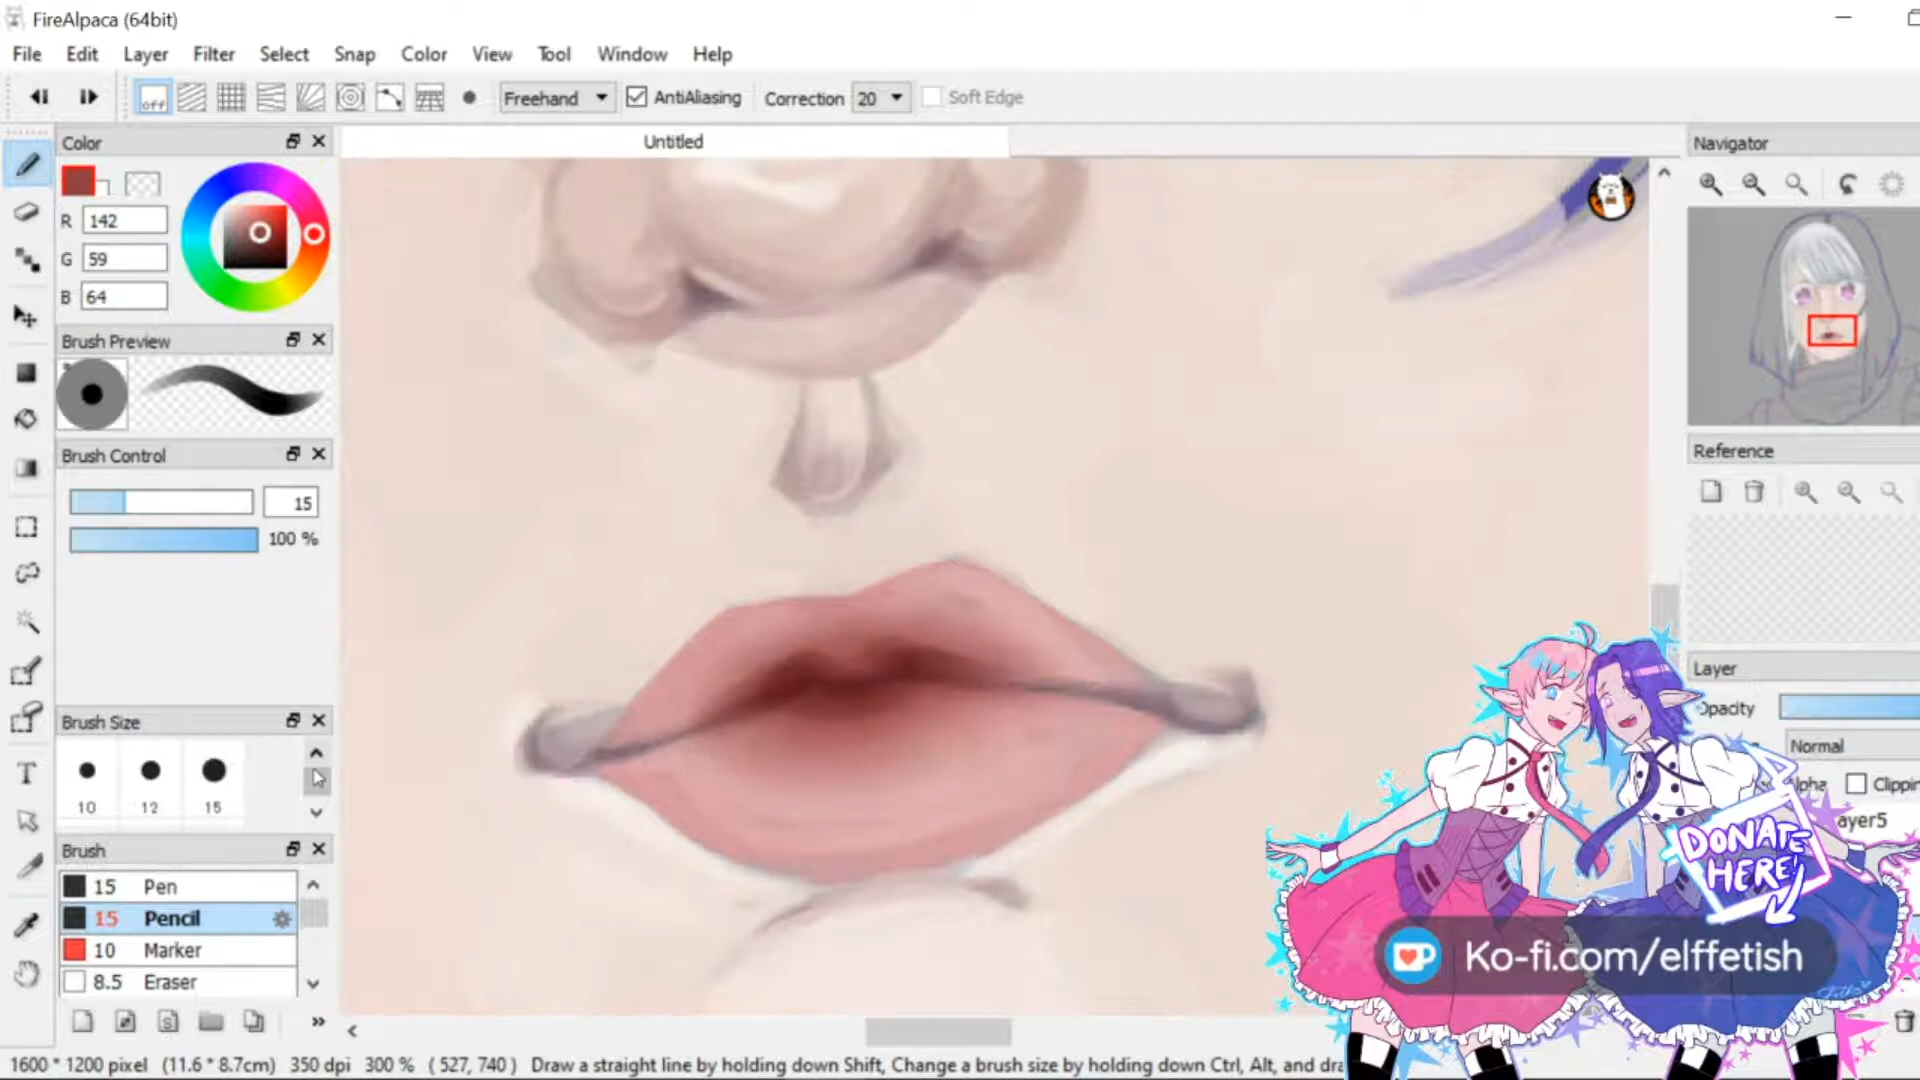 FireAlpaca (64bit)
File Edit Layer Filter Select Snap Color View Tool Window Help
off Freehand AntiAliasing Correction 20 Soft Edge
Color
Untitled
Navigator
R 142
G 59
B 64
Brush Preview
Brush Control
15
100 %
Reference
Layer
Opacity
Normal
Brush Size
10 12 15
Brush
15 Pen
15 Pencil
10 Marker
8.5 Eraser
DONATE
HERE!
Ko-fi.com/elffetish
1600 * 1200 pixel (11.6 * 8.7cm) 350 dpi 300 % ( 527, 740 ) Draw a straight line by holding down Shift, Change a brush size by holding down Ctrl, Alt, and dra